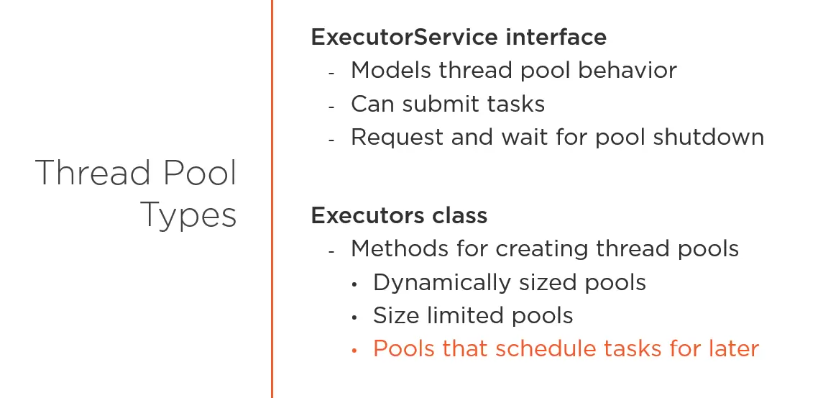 Thread Pool
Types
ExecutorService interface
- Models thread pool behavior
- Can submit tasks
- Request and wait for pool shutdown
Executors class
- Methods for creating thread pools
• Dynamically sized pools
• Size limited pools
• Pools that schedule tasks for later